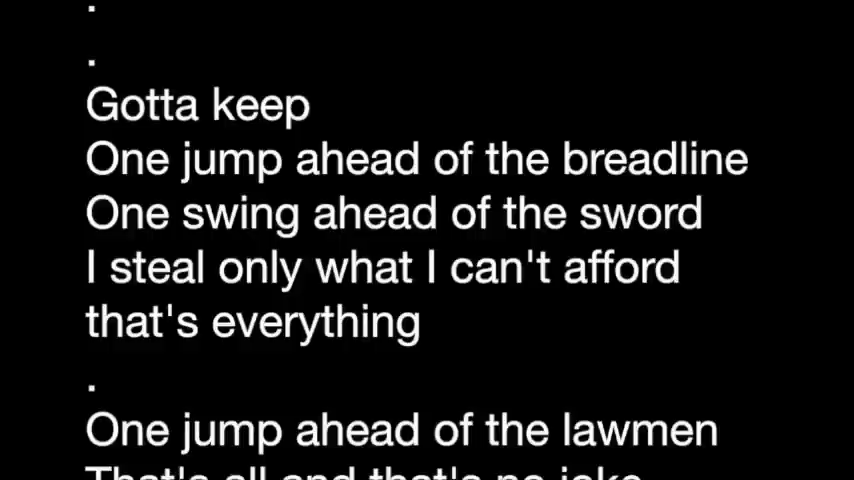 .
.
Gotta keep
One jump ahead of the breadline
One swing ahead of the sword
I steal only what I can't afford
that's everything
.
One jump ahead of the lawmen
That's all and that's no joke